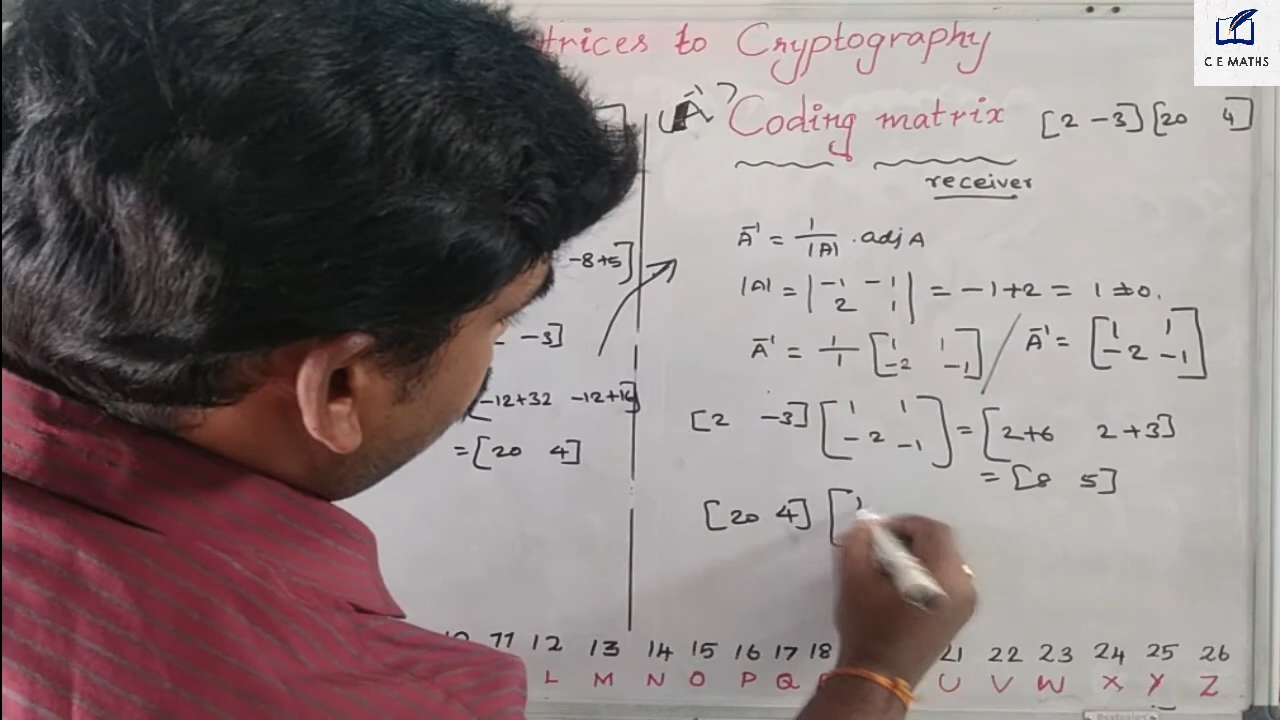 trices to Cryptography
C E MATHS
(A⁻¹) Coding matrix [2 -3] [20 4]
receiver
A⁻¹ = 1/|A| . adj A
-8+5]
|A| = |-1 -1 = -1+2 = 1 ≠ 0.
2 1|
A⁻¹ = 1/1 [1 1 / A⁻¹ = [1 1
-2 -1] -2 -1]
-3]
[-12+32 -12+16]
= [20 4]
[2 -3] [1 1 = [2+6 2+3]
-2 -1]
= [8 5]
[20 4] [1
11 12 13 14 15 16 17 18 21 22 23 24 25 26
L M N O P Q U V W X Y Z